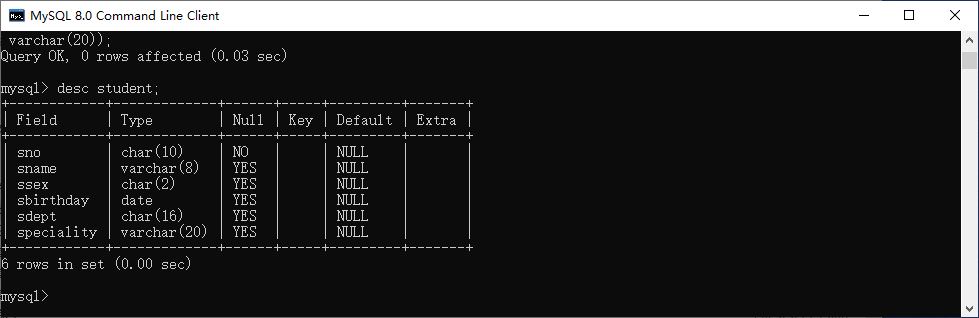 MySQL 8.0 Command Line Client
varchar(20));
Query OK, 0 rows affected (0.03 sec)
mysql> desc student;
+------------+-------------+------+-----+---------+-------+
| Field      | Type        | Null | Key | Default | Extra |
+------------+-------------+------+-----+---------+-------+
| sno        | char(10)    | NO   |     | NULL    |       |
| sname      | varchar(8)  | YES  |     | NULL    |       |
| ssex       | char(2)     | YES  |     | NULL    |       |
| sbirthday  | date        | YES  |     | NULL    |       |
| sdept      | char(16)    | YES  |     | NULL    |       |
| speciality | varchar(20) | YES  |     | NULL    |       |
+------------+-------------+------+-----+---------+-------+
6 rows in set (0.00 sec)
mysql>